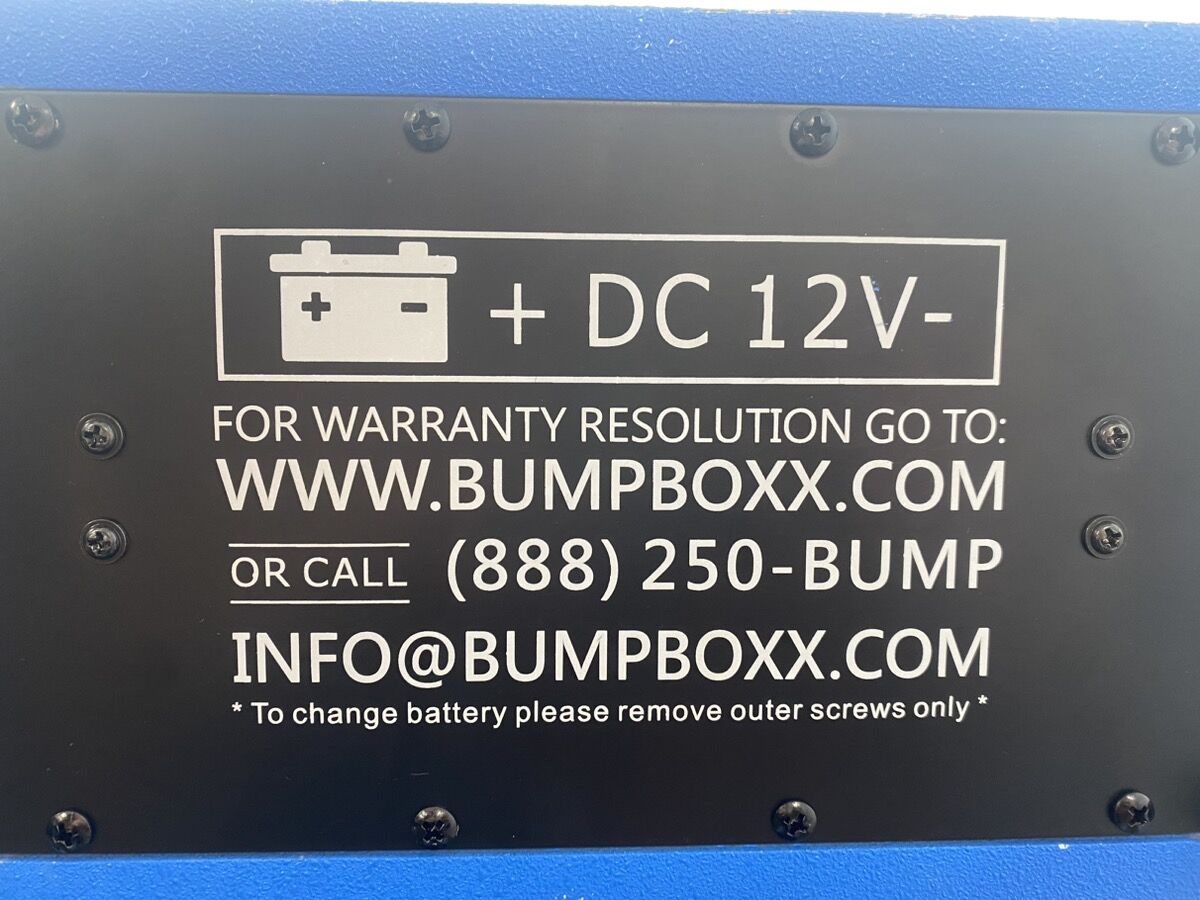 + - + DC 12V-
FOR WARRANTY RESOLUTION GO TO:
WWW.BUMPBOXX.COM
OR CALL (888) 250-BUMP
INFO@BUMPBOXX.COM
* To change battery please remove outer screws only *